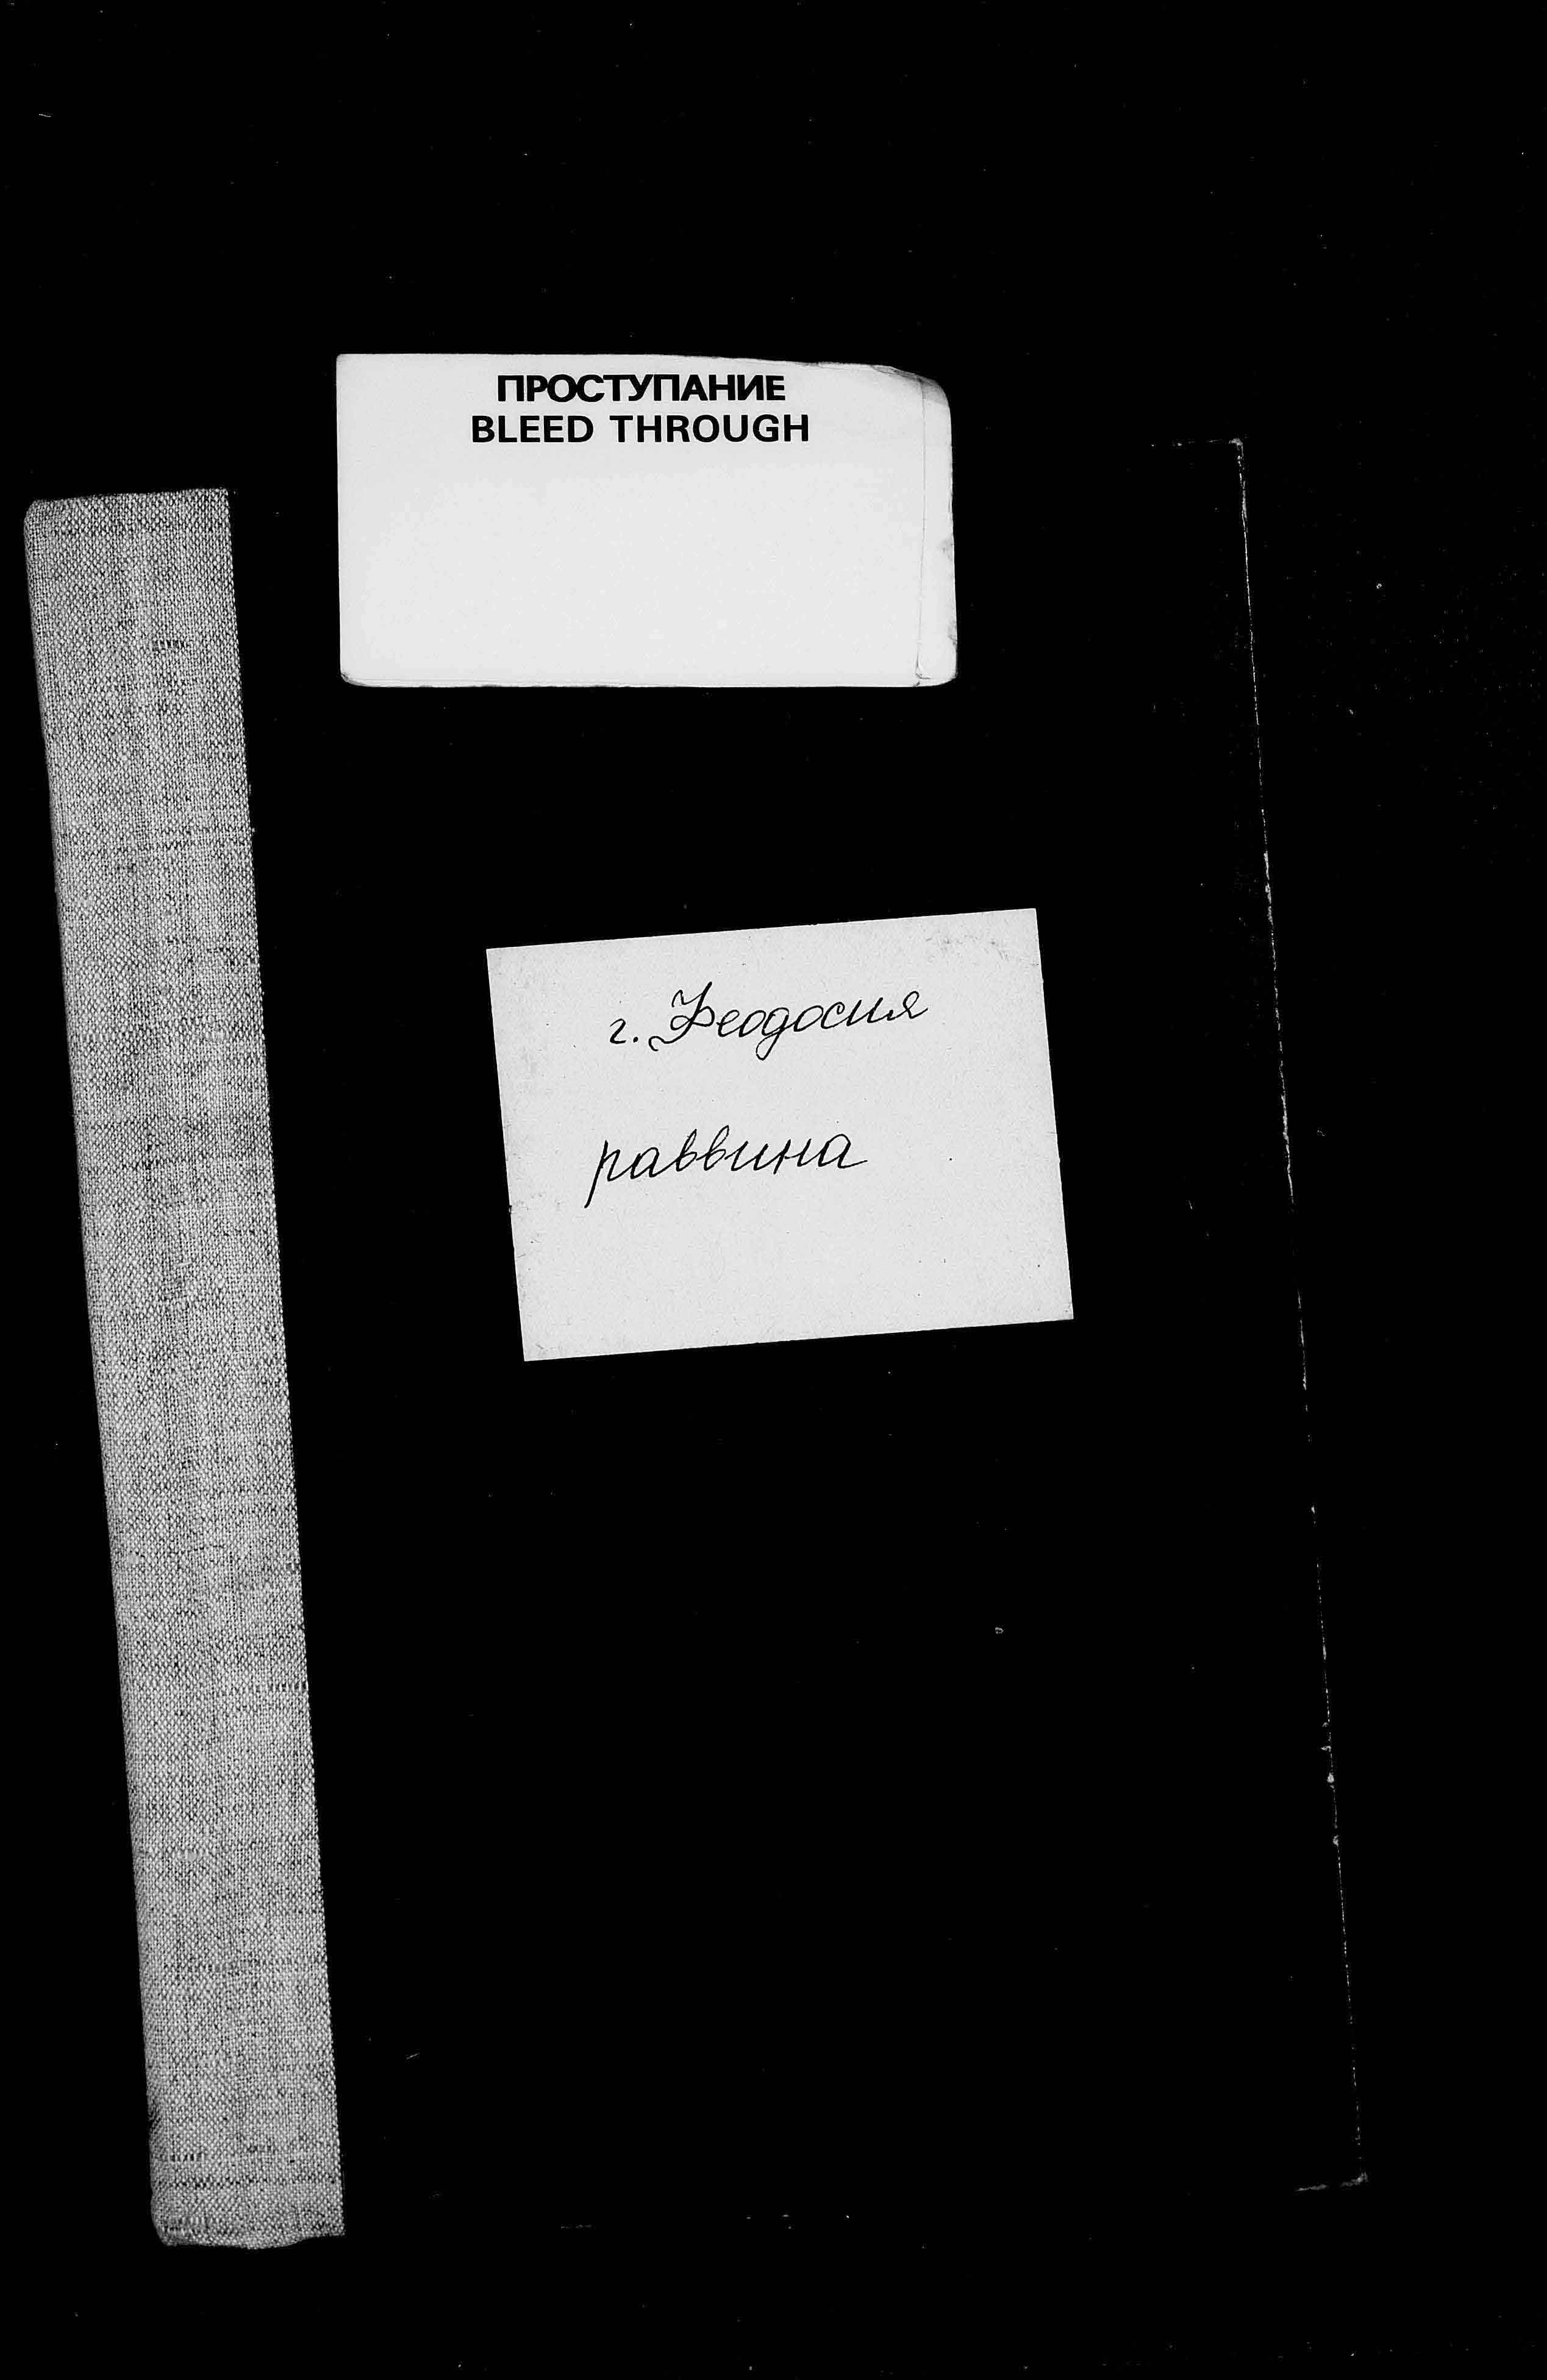 ПРОСТУПАНИЕ
BLEED THROUGH
г. Феодосия
раввина